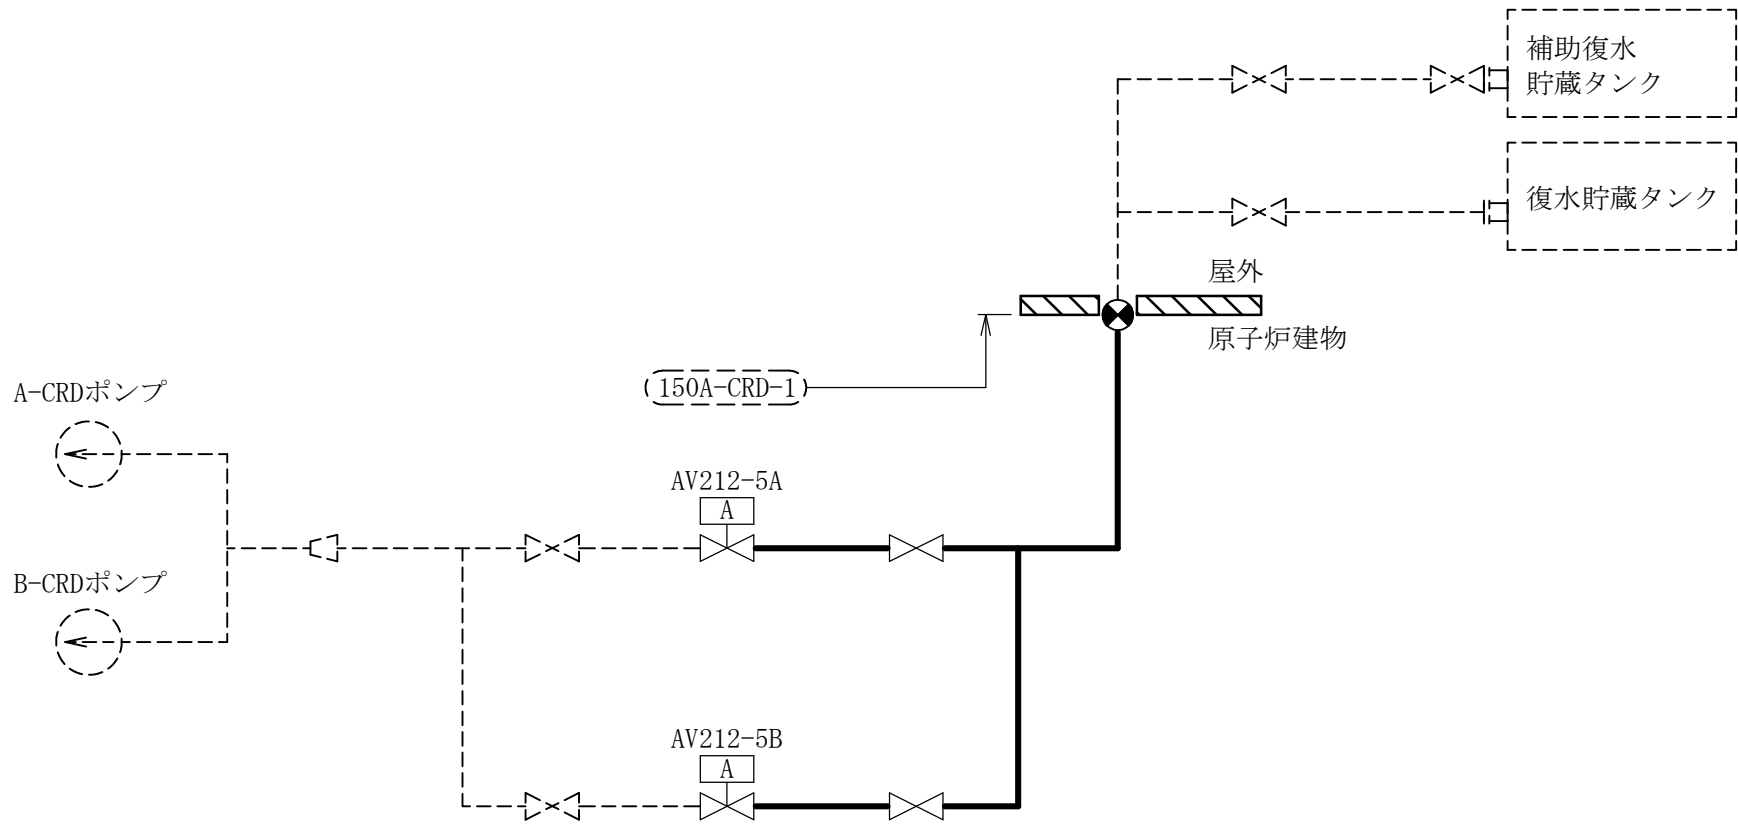 補助復水
貯蔵タンク
復水貯蔵タンク
屋外
原子炉建物
150A-CRD-1
A-CRDポンプ
AV212-5A
A
B-CRDポンプ
AV212-5B
A